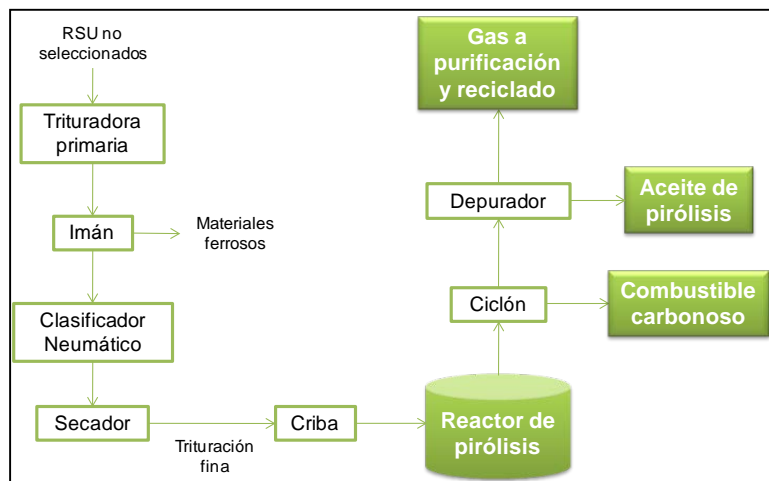 RSU no
seleccionados
Trituradora
primaria
Imán
Materiales
ferrosos
Clasificador
Neumático
Secador
Trituración
fina
Criba
Reactor de
pirólisis
Ciclón
Combustible
carbonoso
Depurador
Aceite de
pirólisis
Gas a
purificación
y reciclado